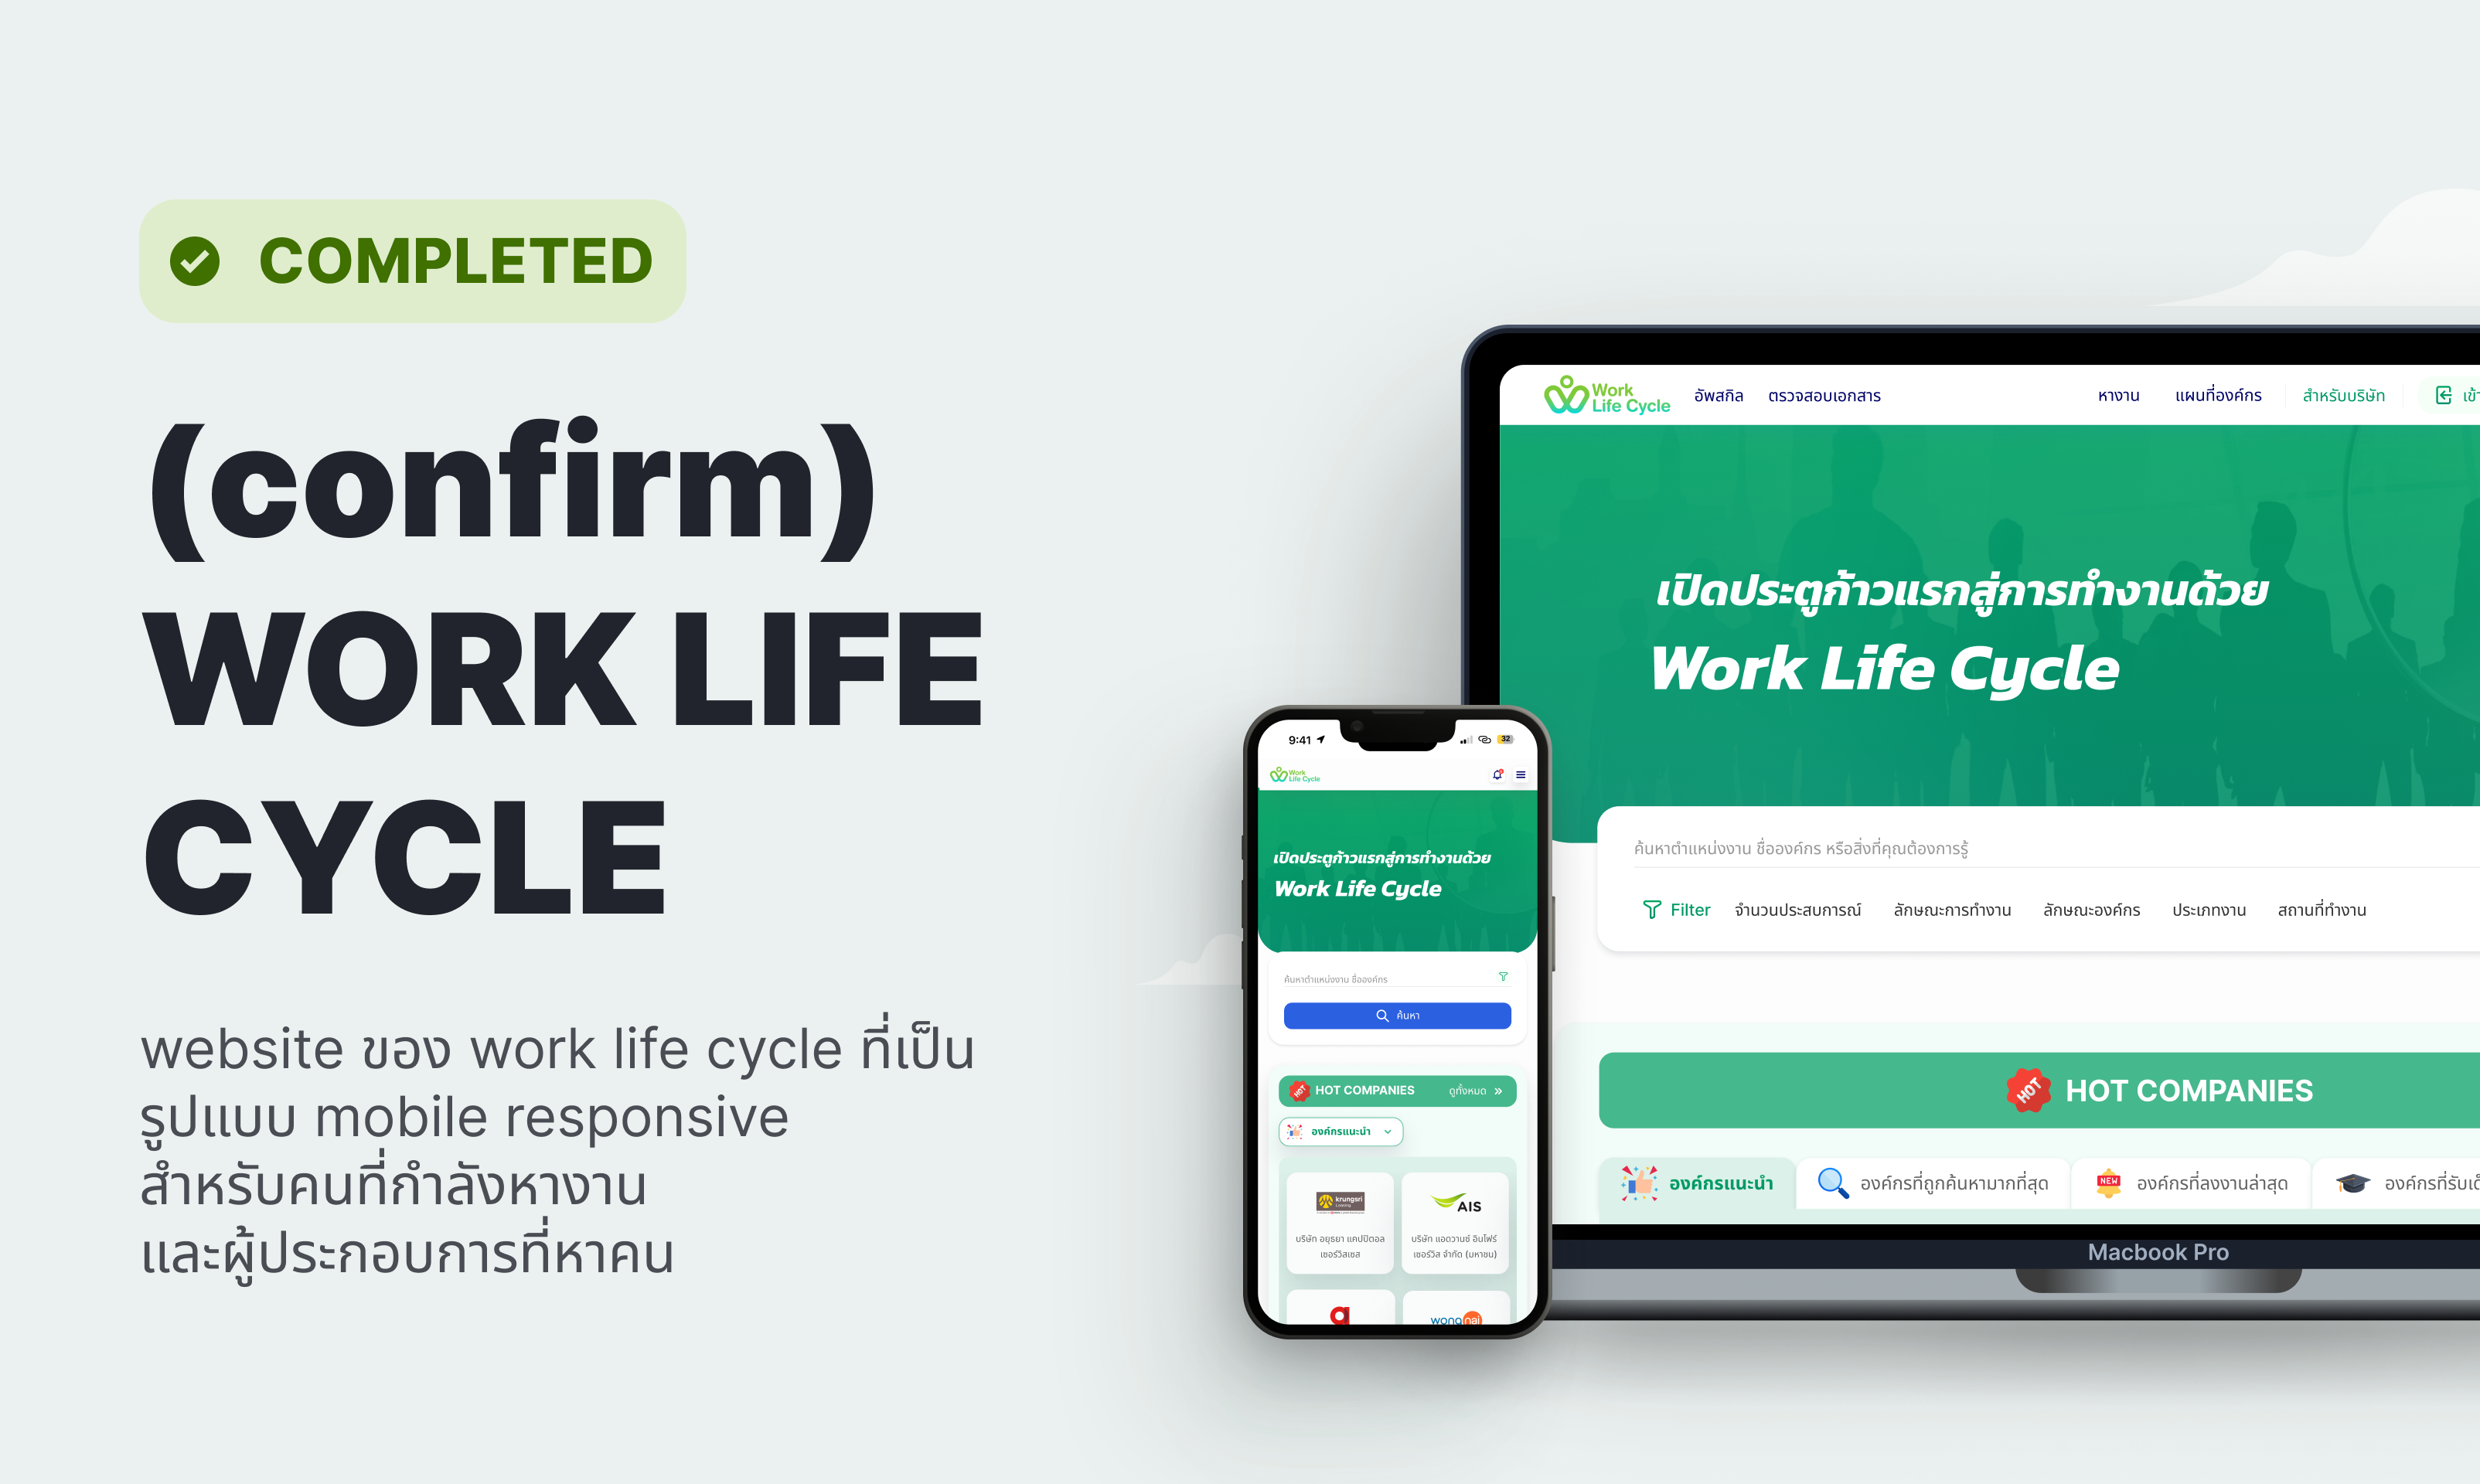 COMPLETED
(confirm)
WORK LIFE
CYCLE
website ของ work life cycle ที่เป็น
รูปแบบ mobile responsive
สำหรับคนที่กำลังหางาน
และผู้ประกอบการที่หาคน
Work
Life Cycle
อัพสกิล ตรวจสอบเอกสาร หางาน แผนที่องค์กร สำหรับบริษัท
เปิดประตูก้าวแรกสู่การทำงานด้วย
Work Life Cycle
ค้นหาตำแหน่งงาน ชื่อองค์กร หรือสิ่งที่คุณต้องการรู้
Filter จำนวนประสบการณ์ ลักษณะการทำงาน ลักษณะองค์กร ประเภทงาน สถานที่ทำงาน
HOT HOT COMPANIES
องค์กรแนะนำ องค์กรที่ถูกค้นหามากที่สุด NEW องค์กรที่ลงงานล่าสุด
Macbook Pro
9:41 32
Work
Life Cycle
เปิดประตูก้าวแรกสู่การทำงานด้วย
Work Life Cycle
ค้นหาตำแหน่งงาน ชื่อองค์กร
ค้นหา
HOT HOT COMPANIES ดูทั้งหมด
องค์กรแนะนำ
krungsri
AIS
บริษัท อยุธยา แคปปิตอล
เซอร์วิสเซส
บริษัท แอดวานซ์ อินโฟร์
เซอร์วิส จำกัด (มหาชน)
wongnai